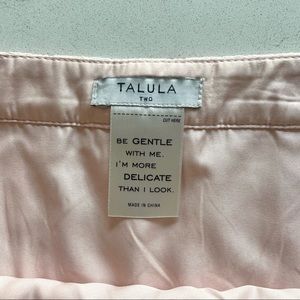 TALULA
TWO
CUT HERE
BE GENTLE
WITH ME.
I'M MORE
DELICATE
THAN I LOOK.
MADE IN CHINA